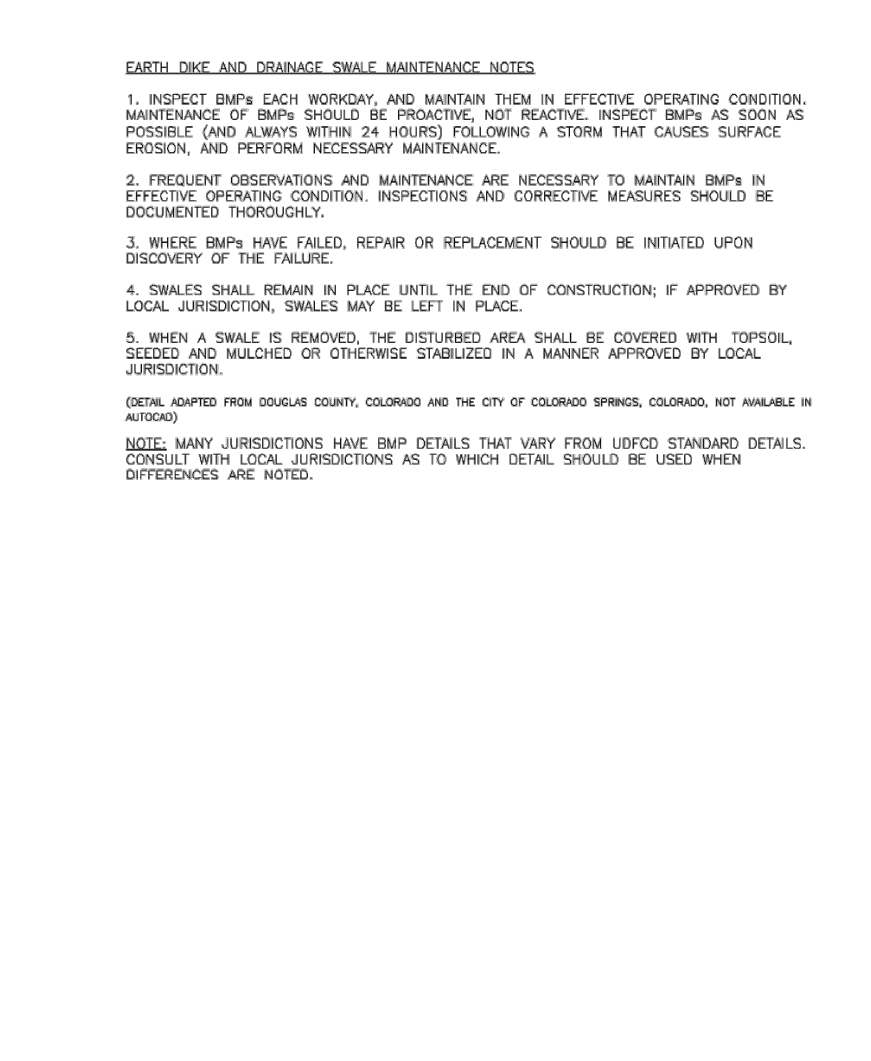 EARTH DIKE AND DRAINAGE SWALE MAINTENANCE NOTES
1. INSPECT BMPs EACH WORKDAY, AND MAINTAIN THEM IN EFFECTIVE OPERATING CONDITION.
MAINTENANCE OF BMPs SHOULD BE PROACTIVE, NOT REACTIVE. INSPECT BMPs AS SOON AS
POSSIBLE (AND ALWAYS WITHIN 24 HOURS) FOLLOWING A STORM THAT CAUSES SURFACE
EROSION, AND PERFORM NECESSARY MAINTENANCE.
2. FREQUENT OBSERVATIONS AND MAINTENANCE ARE NECESSARY TO MAINTAIN BMPs IN
EFFECTIVE OPERATING CONDITION. INSPECTIONS AND CORRECTIVE MEASURES SHOULD BE
DOCUMENTED THOROUGHLY.
3. WHERE BMPs HAVE FAILED, REPAIR OR REPLACEMENT SHOULD BE INITIATED UPON
DISCOVERY OF THE FAILURE.
4. SWALES SHALL REMAIN IN PLACE UNTIL THE END OF CONSTRUCTION; IF APPROVED BY
LOCAL JURISDICTION, SWALES MAY BE LEFT IN PLACE.
5. WHEN A SWALE IS REMOVED, THE DISTURBED AREA SHALL BE COVERED WITH TOPSOIL,
SEEDED AND MULCHED OR OTHERWISE STABILIZED IN A MANNER APPROVED BY LOCAL
JURISDICTION.
(DETAIL ADAPTED FROM DOUGLAS COUNTY, COLORADO AND THE CITY OF COLORADO SPRINGS, COLORADO, NOT AVAILABLE IN
AUTOCAD)
NOTE: MANY JURISDICTIONS HAVE BMP DETAILS THAT VARY FROM UDFCD STANDARD DETAILS.
CONSULT WITH LOCAL JURISDICTIONS AS TO WHICH DETAIL SHOULD BE USED WHEN
DIFFERENCES ARE NOTED.